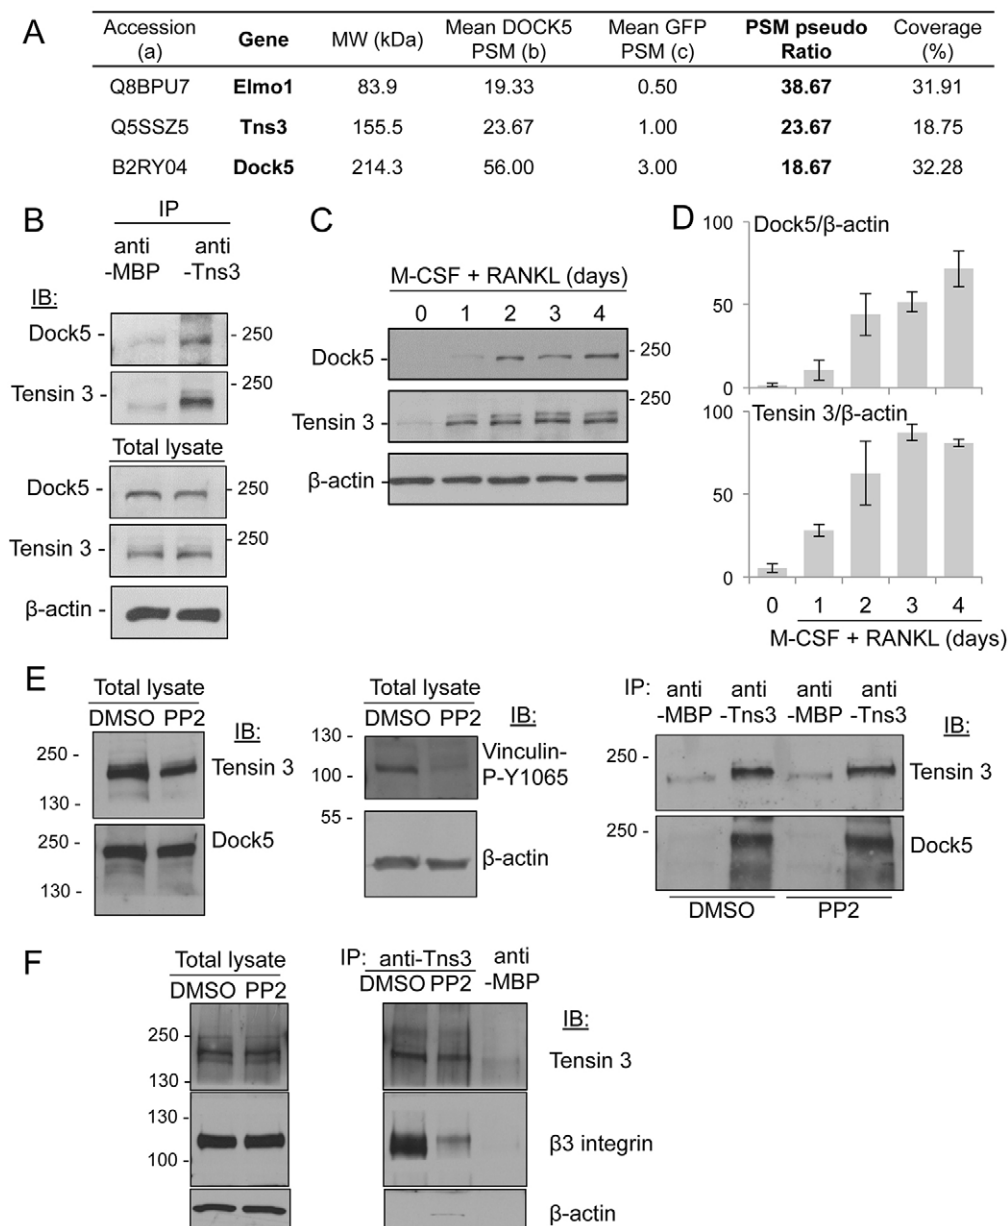 A
Accession (a) Gene MW (kDa) Mean DOCK5 PSM (b) Mean GFP PSM (c) PSM pseudo Ratio Coverage (%)
Q8BPU7 Elmo1 83.9 19.33 0.50 38.67 31.91
Q5SSZ5 Tns3 155.5 23.67 1.00 23.67 18.75
B2RY04 Dock5 214.3 56.00 3.00 18.67 32.28
B
IP
anti -MBP anti -Tns3
IB:
Dock5 - - 250
Tensin 3 - 250 -
Total lysate
Dock5 - - 250
Tensin 3 - 250 -
β-actin -
C
M-CSF + RANKL (days)
0 1 2 3 4
Dock5 - 250 -
Tensin 3 - 250 -
β-actin -
D
100
Dock5/β-actin
50
0
100
Tensin 3/β-actin
50
0
0 1 2 3 4
M-CSF + RANKL (days)
E
Total lysate
DMSO PP2
IB:
250 -
Tensin 3
130 -
250 -
Dock5
130 -
Total lysate
DMSO PP2
IB:
130 -
Vinculin-
100 -
P-Y1065
55 -
β-actin
IP: anti -MBP anti -Tns3 anti -MBP anti -Tns3
IB:
250 -
Tensin 3
250 -
Dock5
DMSO PP2
F
Total lysate
DMSO PP2
250 -
130 -
130 -
100 -
IP: anti-Tns3 anti -MBP
DMSO PP2
IB:
Tensin 3
β3 integrin
β-actin